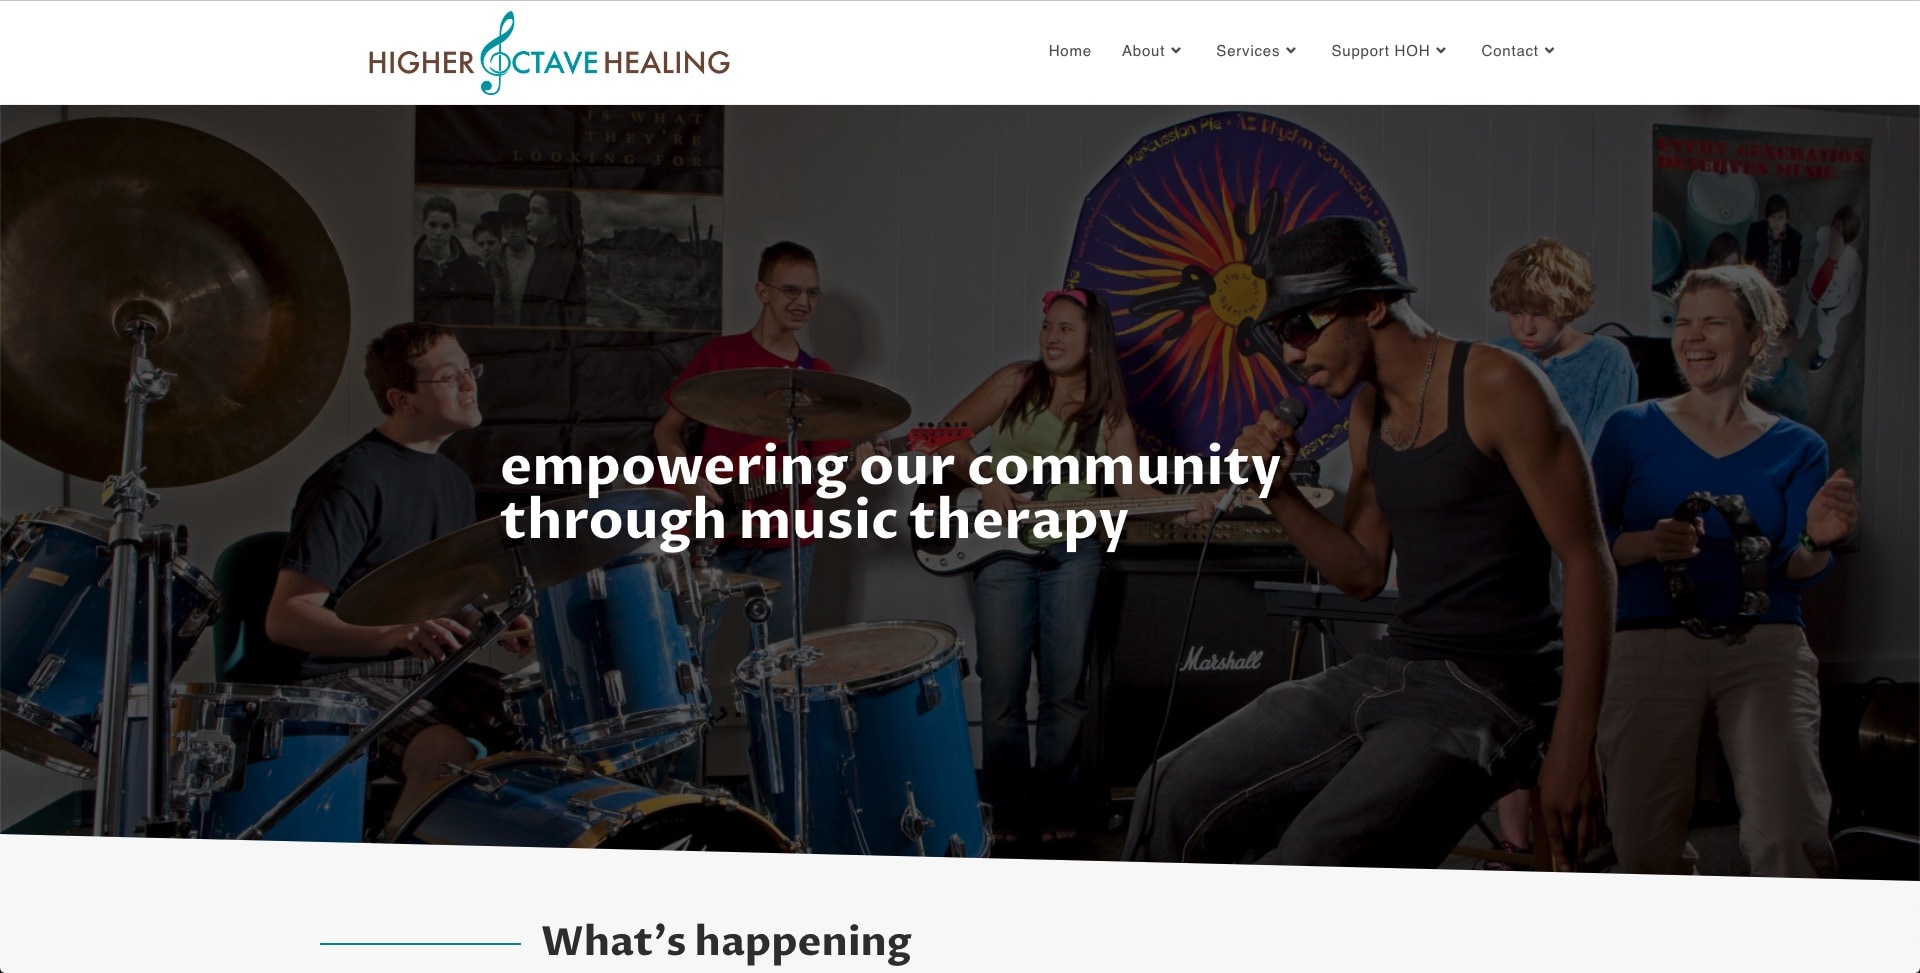 HIGHER OCTAVE HEALING
Home
About
Services
Support HOH
Contact
IS WHAT
THEY'RE
LOOKING FOR
Percussion Pie • AZ Rhythm Connection •
EVERY GENERATION
DESERVES MUSIC
empowering our community
through music therapy
Marshall
What's happening